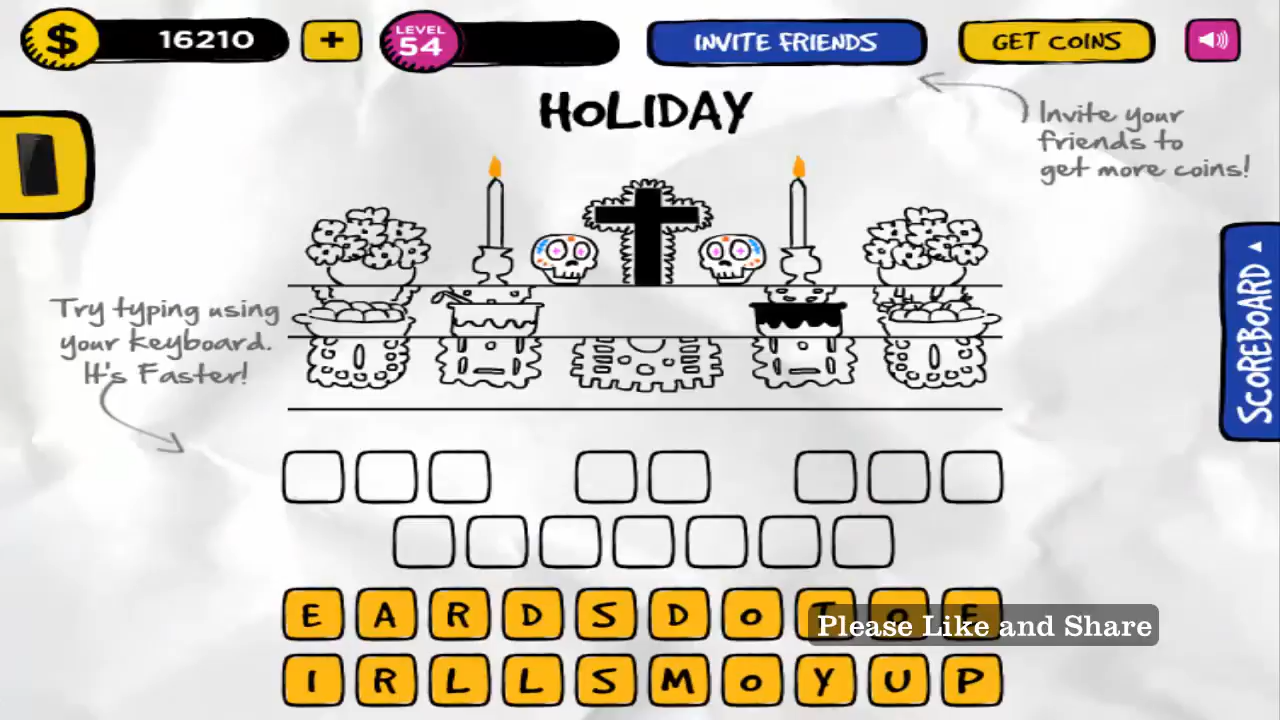 16210
+
LEVEL
54
INVITE FRIENDS
GET COINS
HOLIDAY
Invite your
friends to
get more coins!
Try typing using
your keyboard.
It's Faster!
SCOREBOARD
E A R D S D O T O E
Please Like and Share
I R L L S M O Y U P